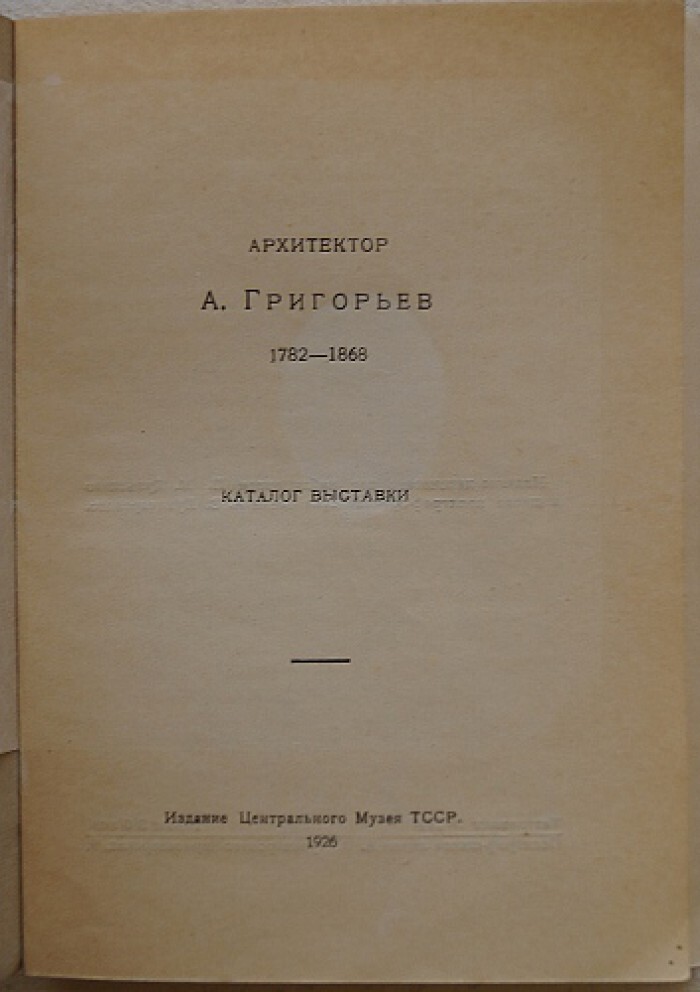 АРХИТЕКТОР
А. ГРИГОРЬЕВ
1782—1868
КАТАЛОГ ВЫСТАВКИ
Издание Центрального Музея ТССР.
1926